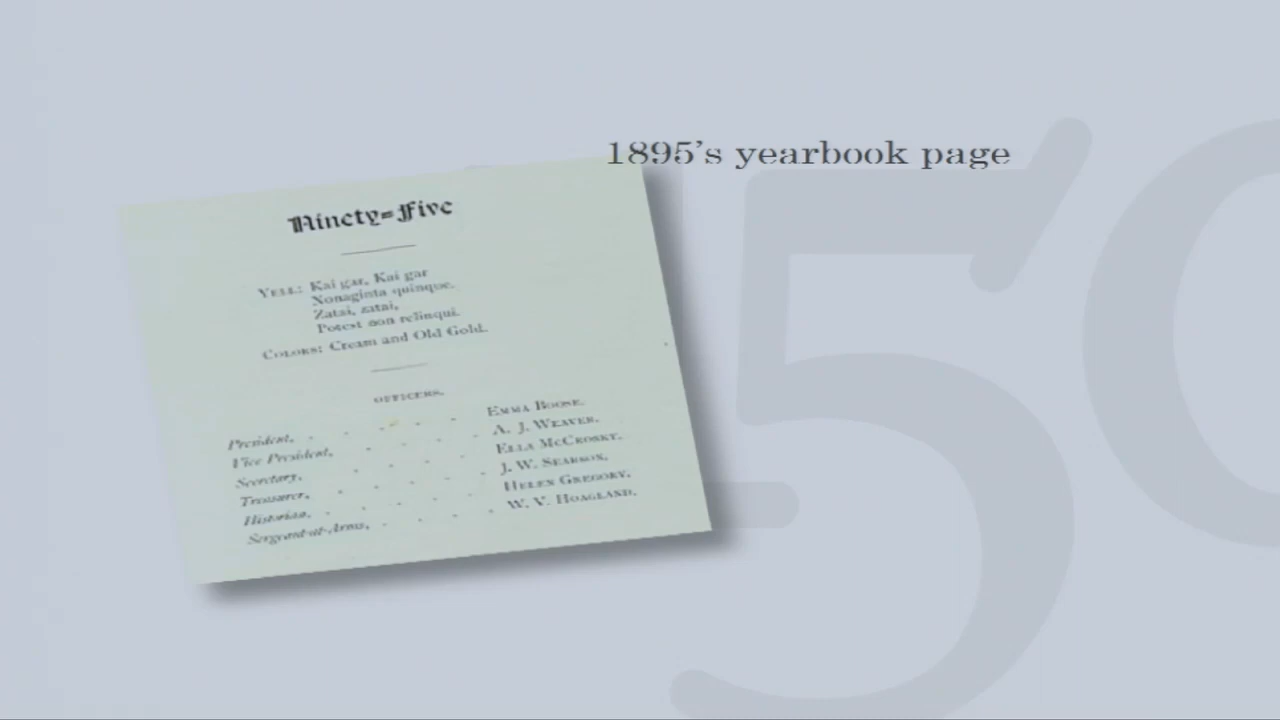 1895's yearbook page
Ninety=Five
YELL: Kai gar, Kai gar
Nonaginta quinque.
Zatai, zatai,
Potest non relinqui.
COLORS: Cream and Old Gold.
OFFICERS.
President, . . . . EMMA BOOSE.
Vice President, . . . . A. J. WEAVER.
Secretary, . . . . ELLA MCCROSKY.
Treasurer, . . . . J. W. SEARSON.
Historian, . . . . HELEN GREGORY.
Sergeant-at-Arms, . . . . W. V. HOAGLAND.
50